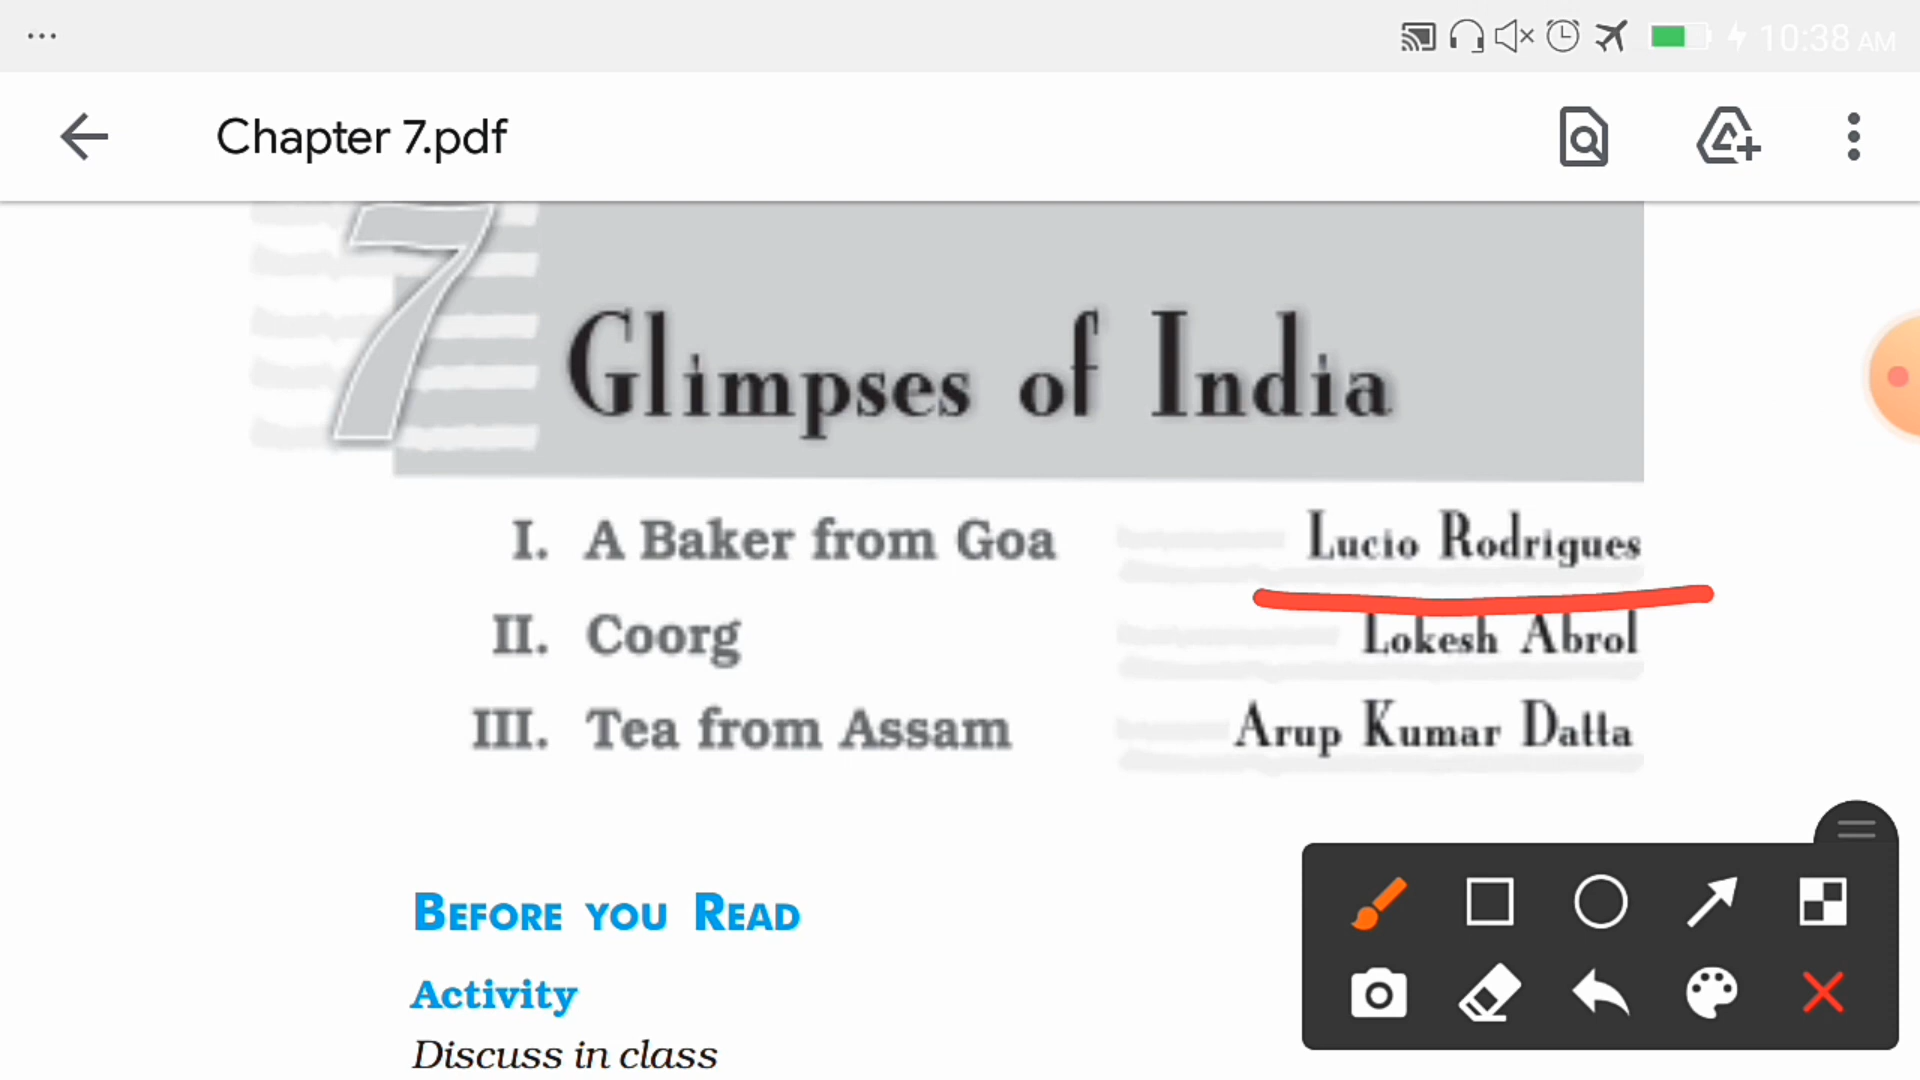 ... 10:38 AM
Chapter 7.pdf
7 Glimpses of India
I. A Baker from Goa Lucio Rodrigues
II. Coorg Lokesh Abrol
III. Tea from Assam Arup Kumar Datta
BEFORE YOU READ
Activity
Discuss in class